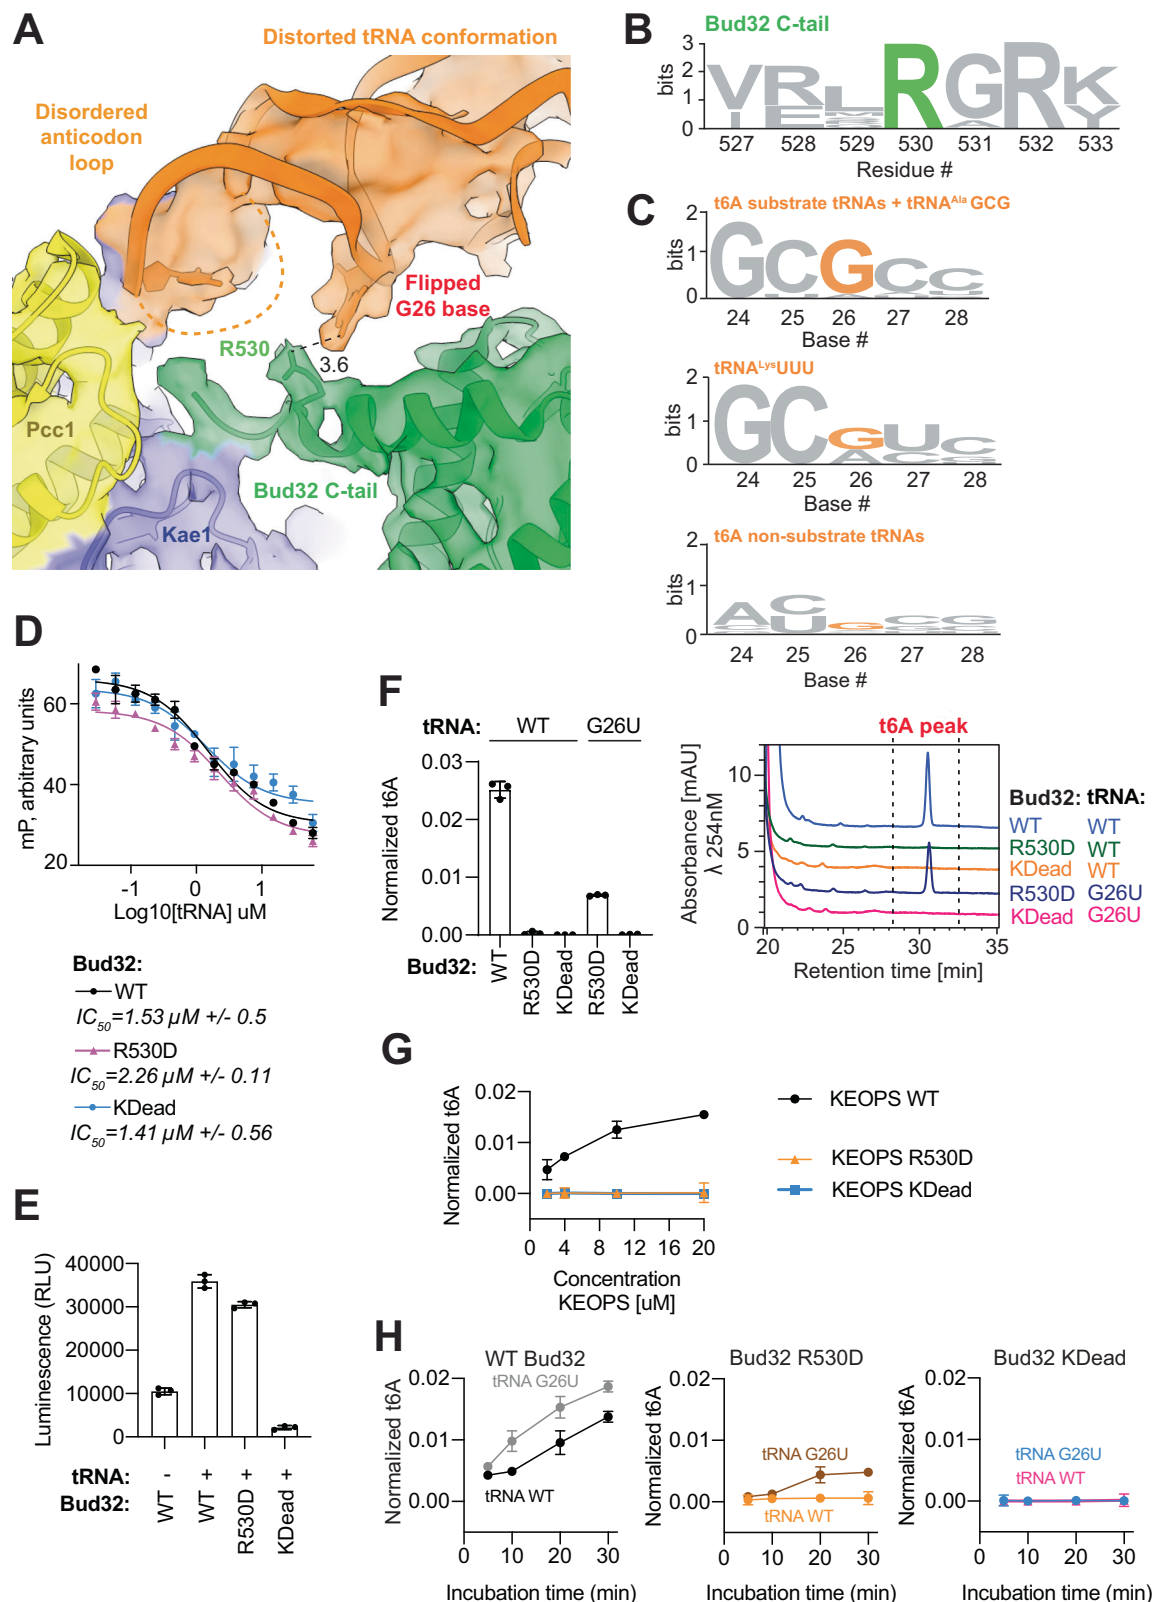 A
Distorted tRNA conformation
Disordered
anticodon
loop
Flipped
G26 base
R530
3.6
Pcc1
Bud32 C-tail
Kae1
B
Bud32 C-tail
bits
3
2
1
0
527 528 529 530 531 532 533
Residue #
C
t6A substrate tRNAs + tRNAAla GCG
bits
2
1
0
24 25 26 27 28
Base #
tRNALysUUU
bits
2
1
0
24 25 26 27 28
Base #
t6A non-substrate tRNAs
bits
2
1
0
24 25 26 27 28
Base #
D
mP, arbitrary units
60
40
20
-1 0 1
Log10[tRNA] uM
Bud32:
WT
IC50=1.53 µM +/- 0.5
R530D
IC50=2.26 µM +/- 0.11
KDead
IC50=1.41 µM +/- 0.56
E
Luminescence (RLU)
40000
30000
20000
10000
0
tRNA: - + + +
Bud32: WT WT R530D KDead
F
tRNA: WT G26U
Normalized t6A
0.03
0.02
0.01
0.00
Bud32: WT R530D KDead R530D KDead
t6A peak
Absorbance [mAU]
λ 254nM
10
5
0
20 25 30 35
Retention time [min]
Bud32: tRNA:
WT WT
R530D WT
KDead WT
R530D G26U
KDead G26U
G
Normalized t6A
0.02
0.01
0.00
0 4 8 12 16 20
Concentration
KEOPS [uM]
KEOPS WT
KEOPS R530D
KEOPS KDead
H
WT Bud32
tRNA G26U
Normalized t6A
0.02
0.01
0.00
tRNA WT
0 10 20 30
Incubation time (min)
Bud32 R530D
Normalized t6A
0.02
0.01
0.00
tRNA G26U
tRNA WT
0 10 20 30
Incubation time (min)
Bud32 KDead
Normalized t6A
0.02
0.01
0.00
tRNA G26U
tRNA WT
0 10 20 30
Incubation time (min)